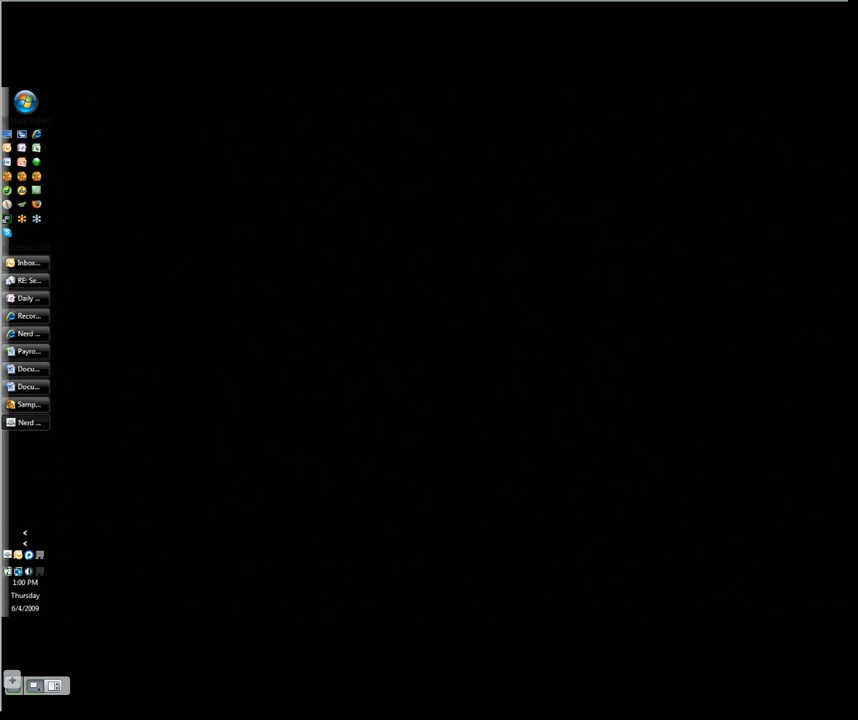 Inbox...
RE: Se...
Daily ...
Recor...
Nerd ...
Payro...
Docu...
Docu...
Samp...
Nerd ...
1:00 PM
Thursday
6/4/2009